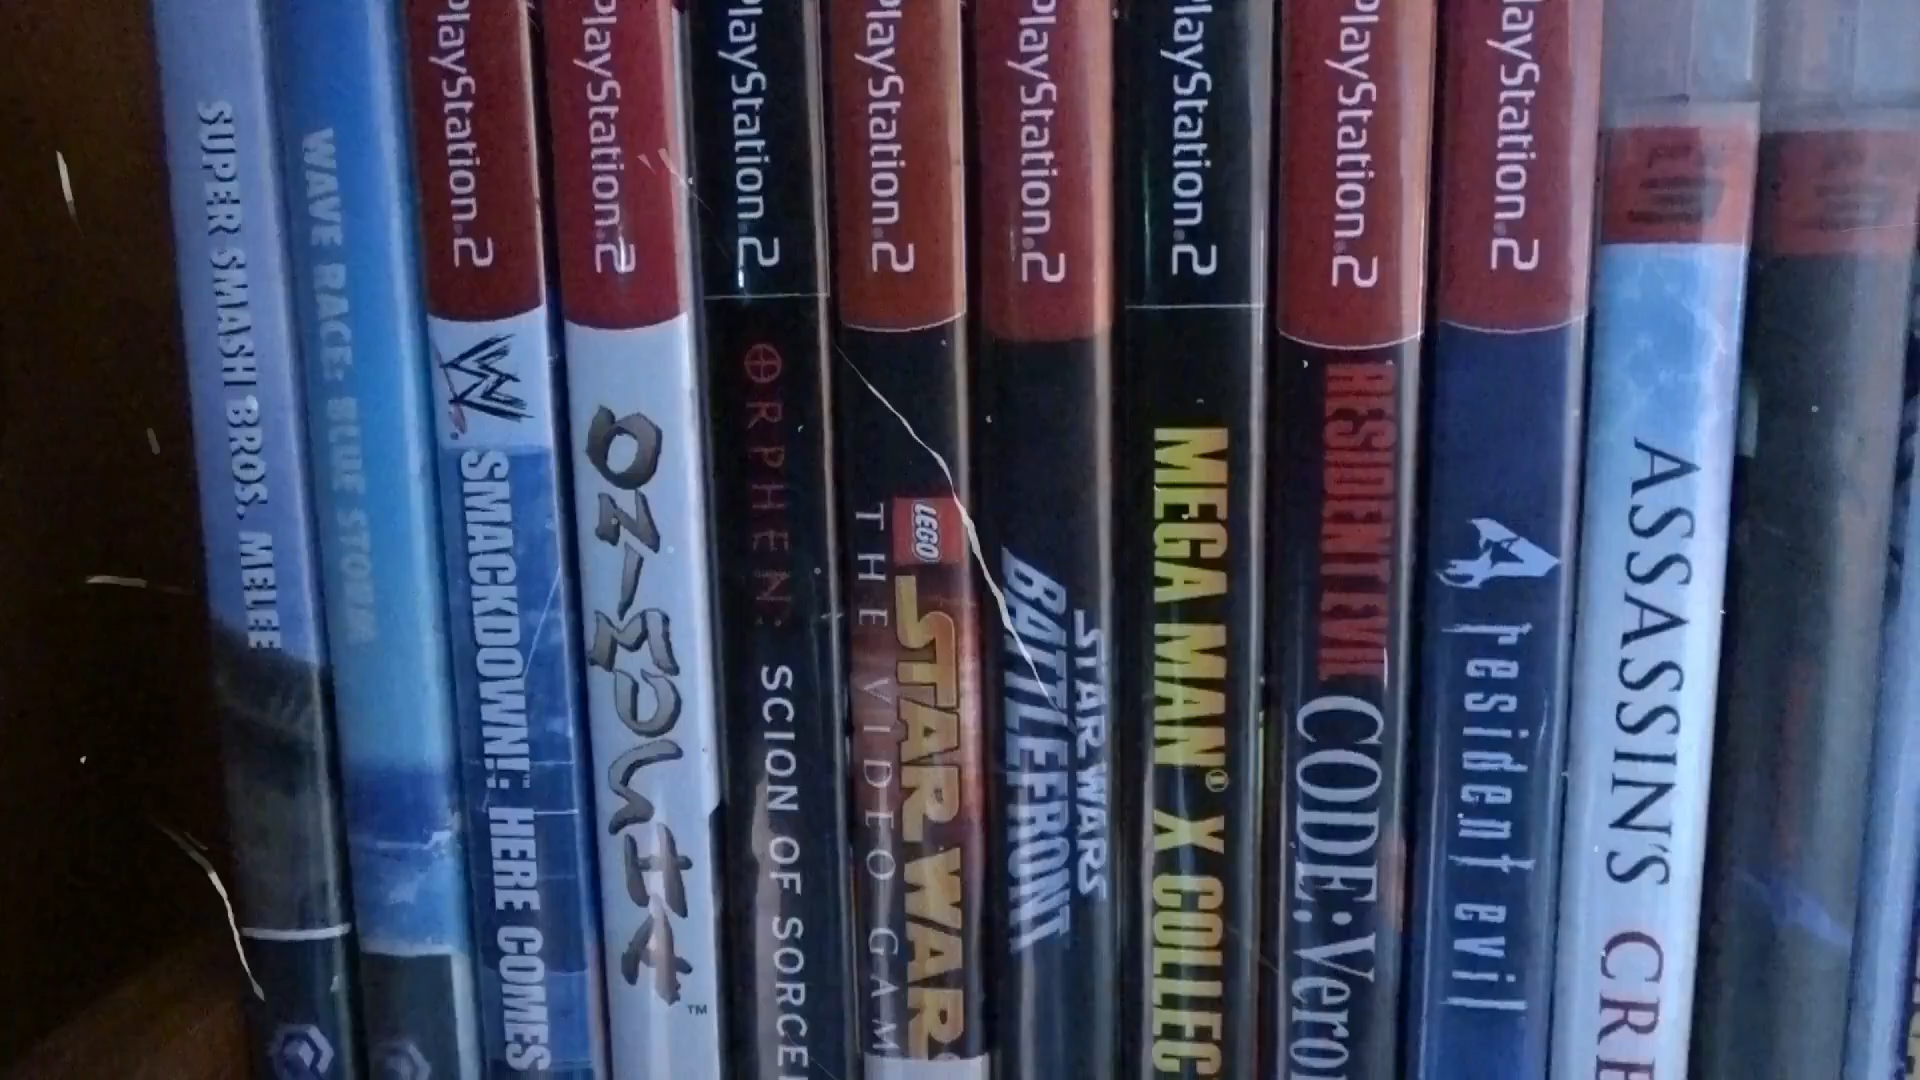 SUPER SMASH BROS. MELEE
WAVE RACE: BLUE STORM
PlayStation.2
W SMACKDOWN!: HERE COMES
PlayStation.2
PlayStation.2
ORPHEN: SCION OF SORCE
PlayStation.2
LEGO STAR WARS
THE VIDEO GAM
PlayStation.2
STAR WARS
BATTLEFRONT
PlayStation.2
MEGA MAN® X COLLEC
PlayStation.2
RESIDENT EVIL CODE: Vero
PlayStation.2
4 resident evil
ASSASSIN'S CRE